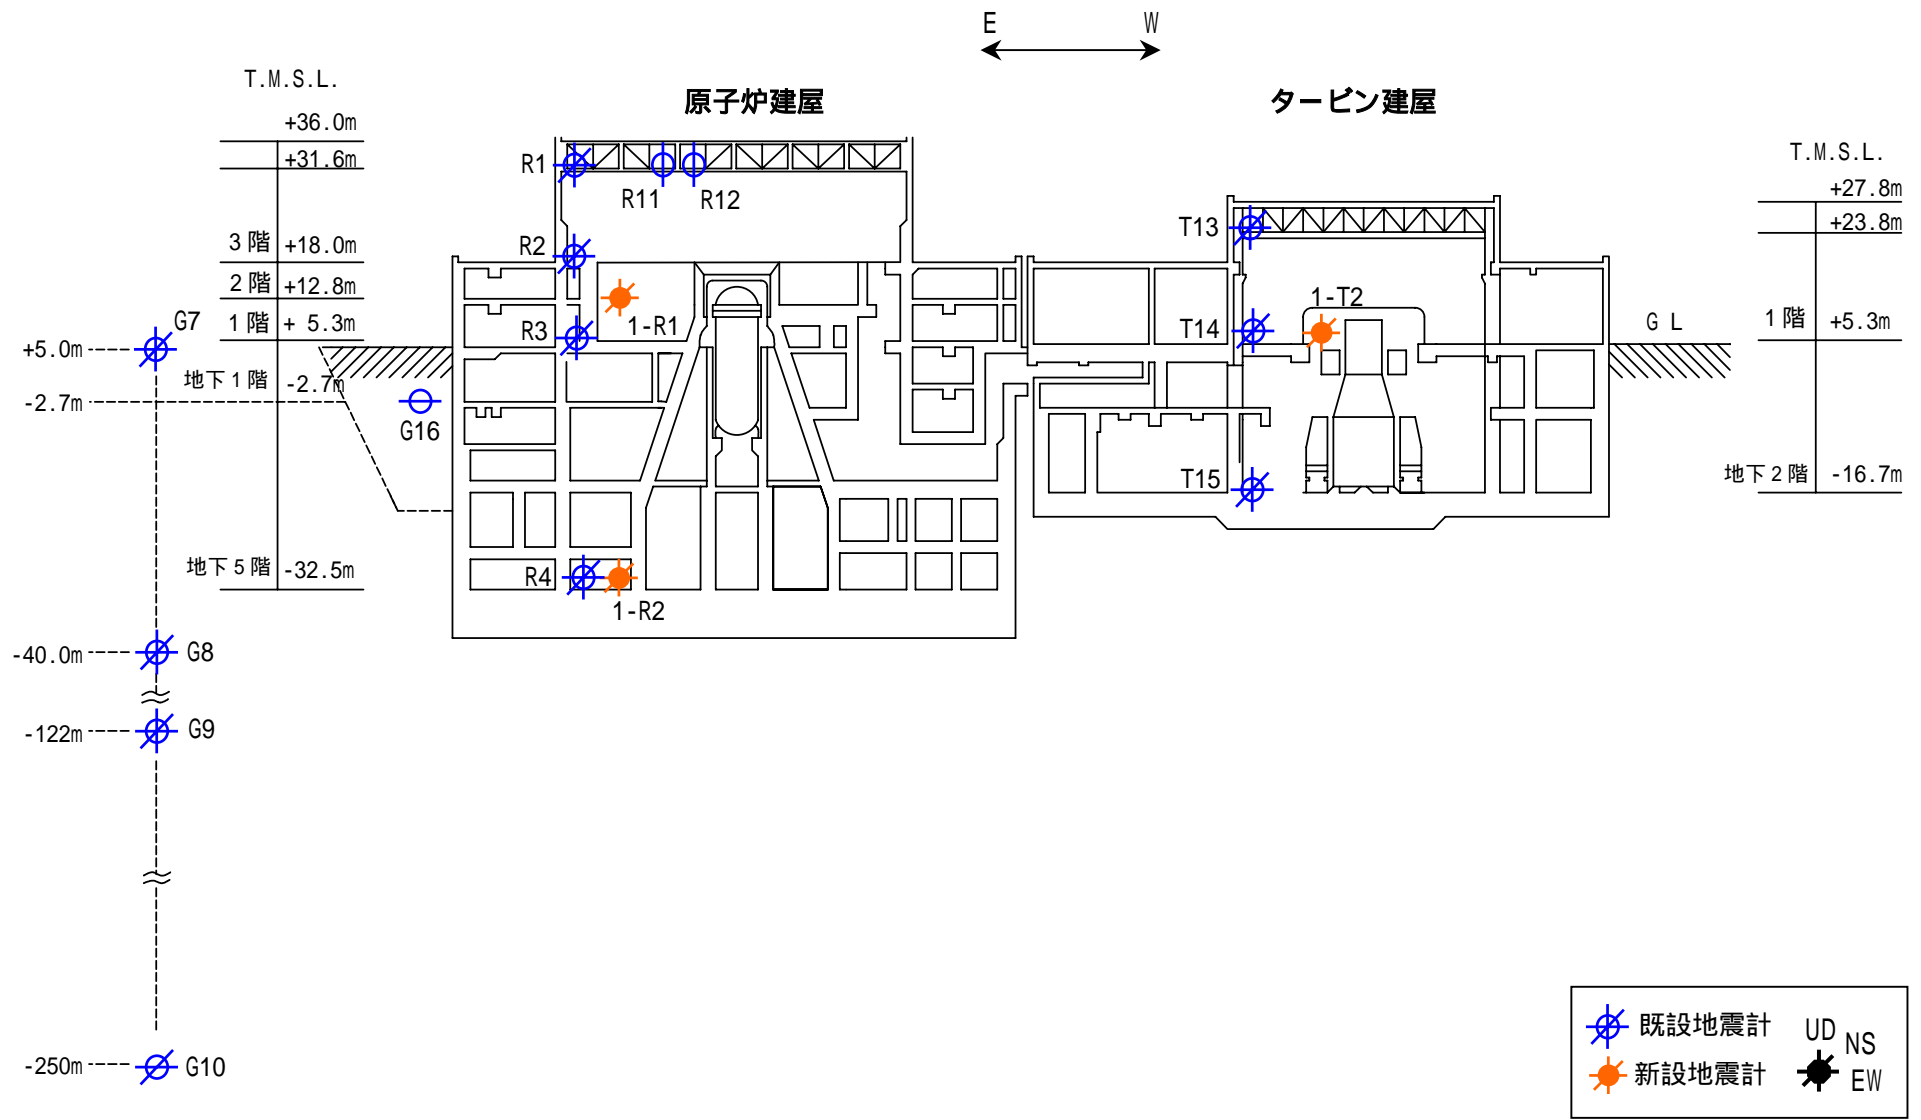 E W
T.M.S.L.
原子炉建屋
タービン建屋
+36.0m
+31.6m
R1
R11
R12
T.M.S.L.
+27.8m
+23.8m
T13
3階 +18.0m
R2
2階 +12.8m
1-R1
1-T2
G7
1階 + 5.3m
R3
T14
G L
1階 +5.3m
+5.0m
地下1階 -2.7m
-2.7m
G16
T15
地下2階 -16.7m
地下5階 -32.5m
R4
1-R2
-40.0m
G8
-122m
G9
-250m
G10
既設地震計
新設地震計
UD
NS
EW